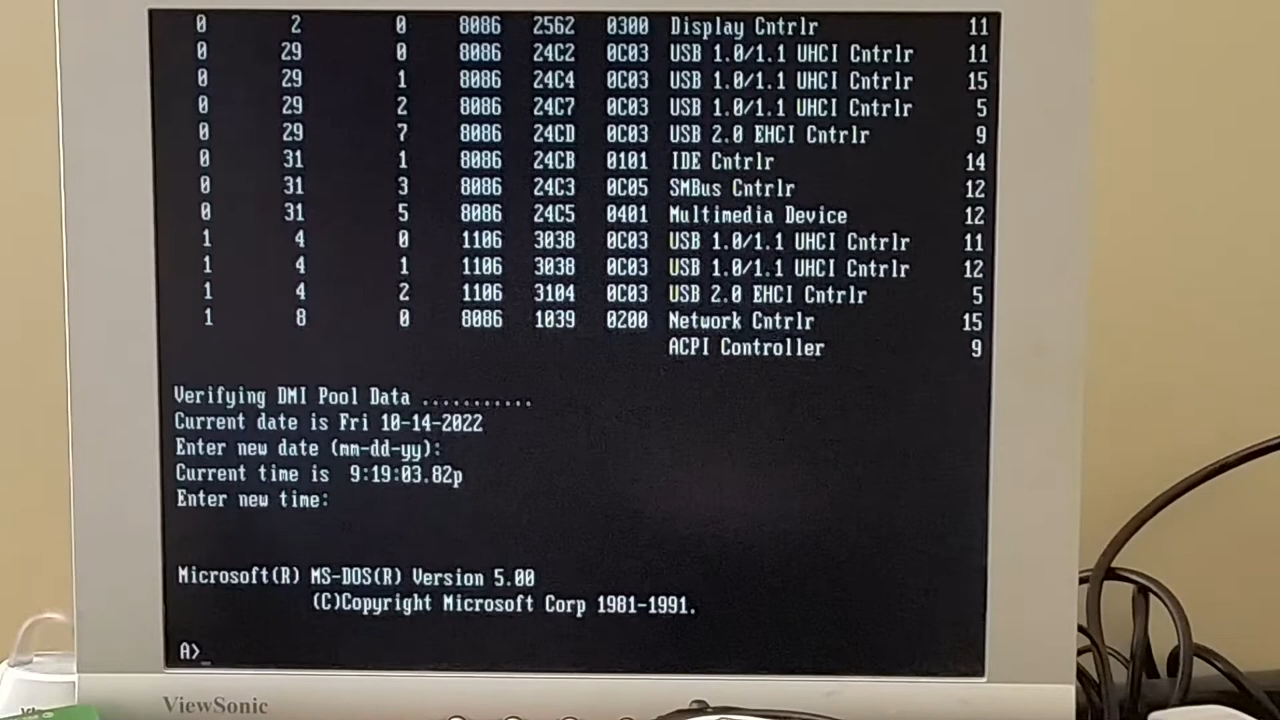 0 2 0 8086 2562 0300 Display Cntrlr 11
0 29 0 8086 24C2 0C03 USB 1.0/1.1 UHCI Cntrlr 11
0 29 1 8086 24C4 0C03 USB 1.0/1.1 UHCI Cntrlr 15
0 29 2 8086 24C7 0C03 USB 1.0/1.1 UHCI Cntrlr 5
0 29 7 8086 24CD 0C03 USB 2.0 EHCI Cntrlr 9
0 31 1 8086 24CB 0101 IDE Cntrlr 14
0 31 3 8086 24C3 0C05 SMBus Cntrlr 12
0 31 5 8086 24C5 0401 Multimedia Device 12
1 4 0 1106 3038 0C03 USB 1.0/1.1 UHCI Cntrlr 11
1 4 1 1106 3038 0C03 USB 1.0/1.1 UHCI Cntrlr 12
1 4 2 1106 3104 0C03 USB 2.0 EHCI Cntrlr 5
1 8 0 8086 1039 0200 Network Cntrlr 15
ACPI Controller 9
Verifying DMI Pool Data ...........
Current date is Fri 10-14-2022
Enter new date (mm-dd-yy):
Current time is 9:19:03.82p
Enter new time:
Microsoft(R) MS-DOS(R) Version 5.00
(C)Copyright Microsoft Corp 1981-1991.
A>_
ViewSonic